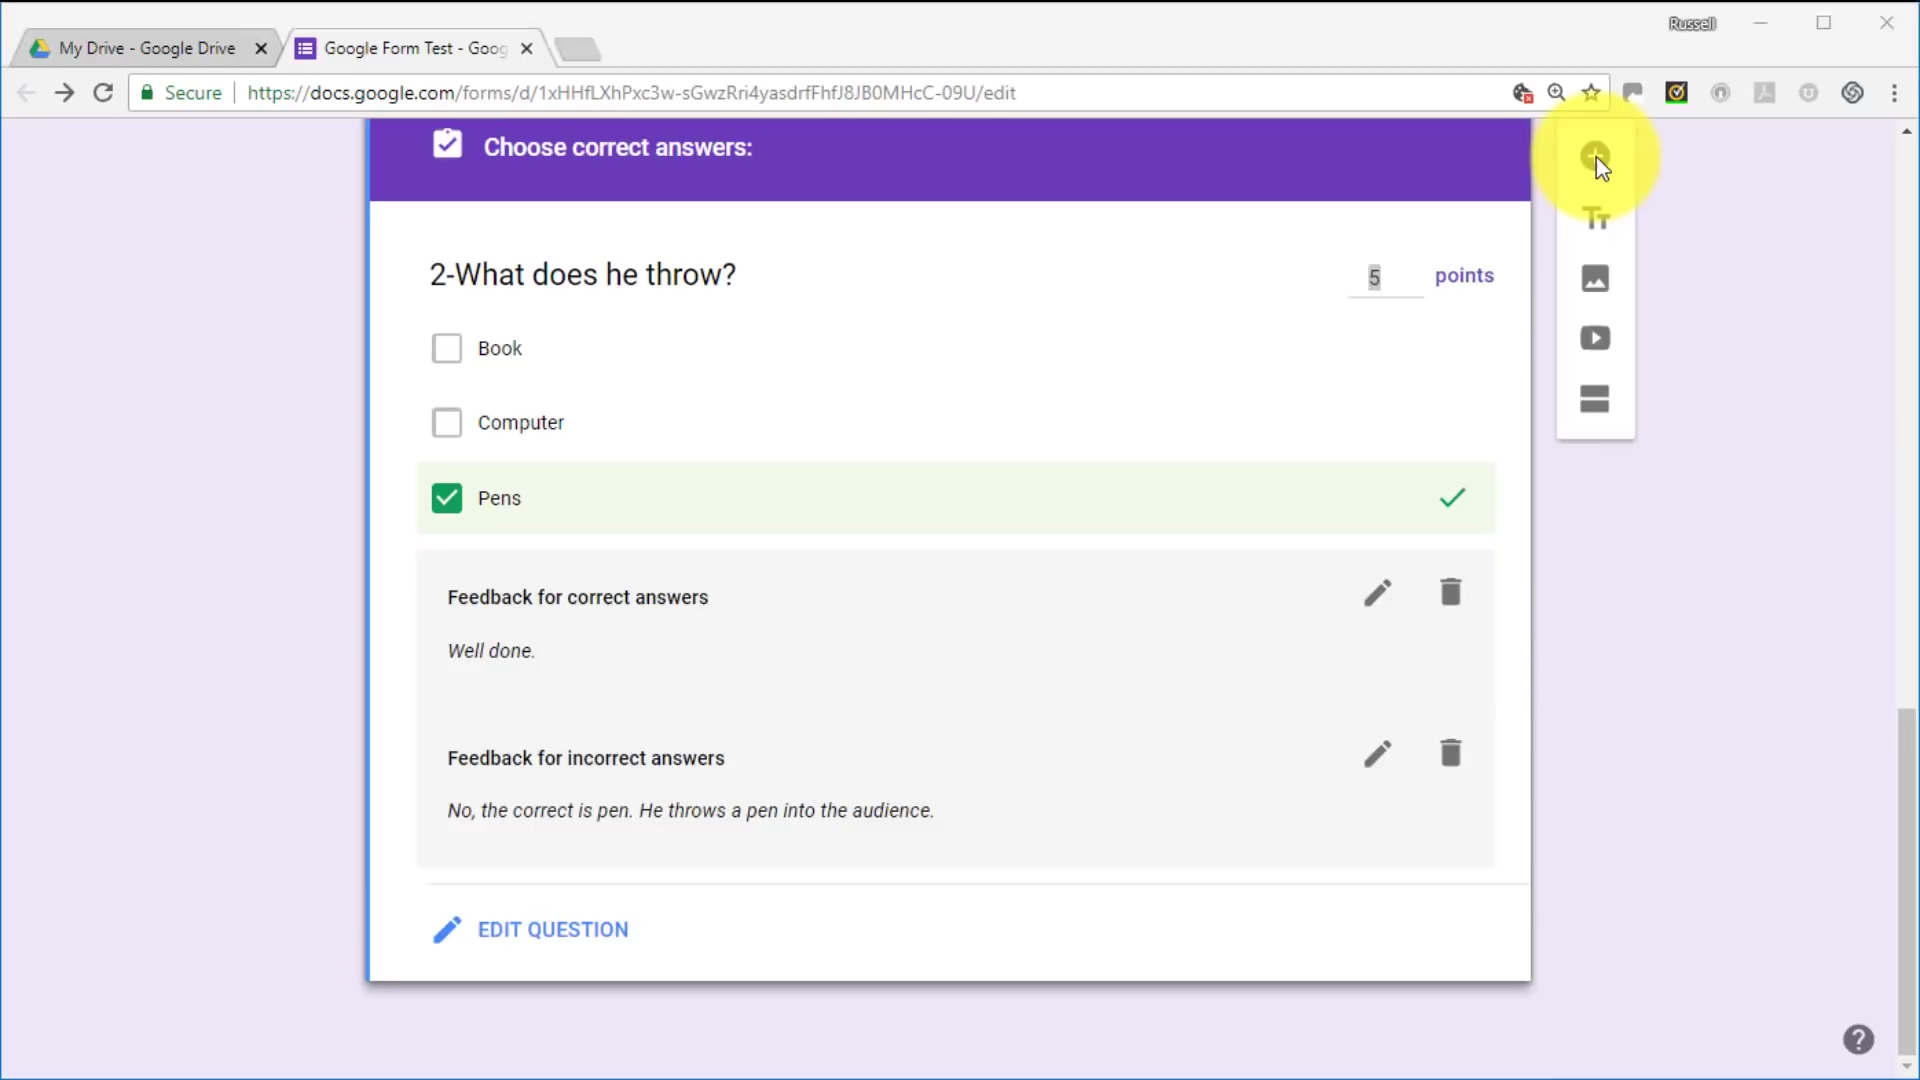 Russell
My Drive - Google Drive
Google Form Test - Goog
Secure
https://docs.google.com/forms/d/1xHHfLXhPxc3w-sGwzRri4yasdrfFhfJ8JB0MHcC-09U/edit
Choose correct answers:
2-What does he throw?
5 points
Book
Computer
Pens
Feedback for correct answers
Well done.
Feedback for incorrect answers
No, the correct is pen. He throws a pen into the audience.
EDIT QUESTION